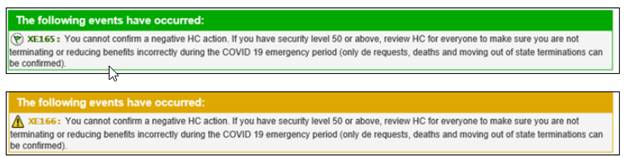 The following events have occurred:
XE165: You cannot confirm a negative HC action. If you have security level 50 or above, review HC for everyone to make sure you are not
terminating or reducing benefits incorrectly during the COVID 19 emergency period (only de requests, deaths and moving out of state terminations can
be confirmed).
The following events have occurred:
XE166: You cannot confirm a negative HC action. If you have security level 50 or above, review HC for everyone to make sure you are not
terminating or reducing benefits incorrectly during the COVID 19 emergency period (only de requests, deaths and moving out of state terminations can
be confirmed).